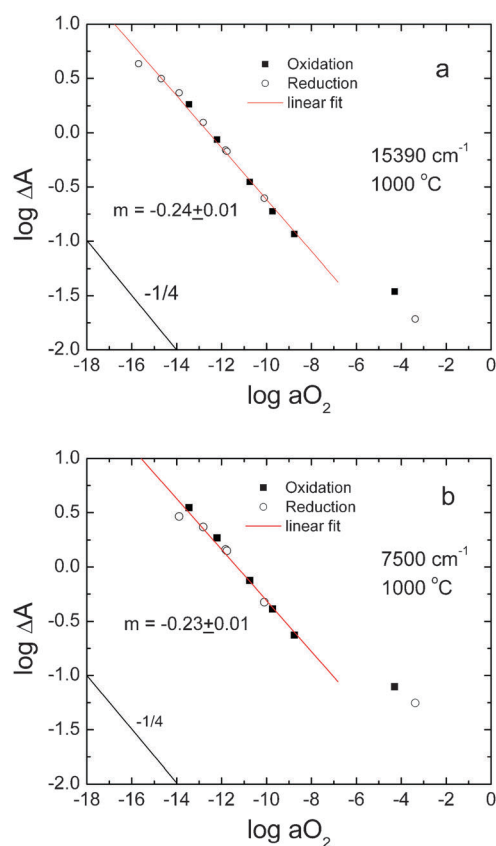 1.0
0.5
0.0
-0.5
-1.0
-1.5
-2.0
log ΔA
a
Oxidation
Reduction
linear fit
15390 cm⁻¹
1000 °C
m = -0.24±0.01
-1/4
-18 -16 -14 -12 -10 -8 -6 -4 -2 0
log aO₂
1.0
0.5
0.0
-0.5
-1.0
-1.5
-2.0
log ΔA
b
Oxidation
Reduction
linear fit
7500 cm⁻¹
1000 °C
m = -0.23±0.01
-1/4
-18 -16 -14 -12 -10 -8 -6 -4 -2 0
log aO₂